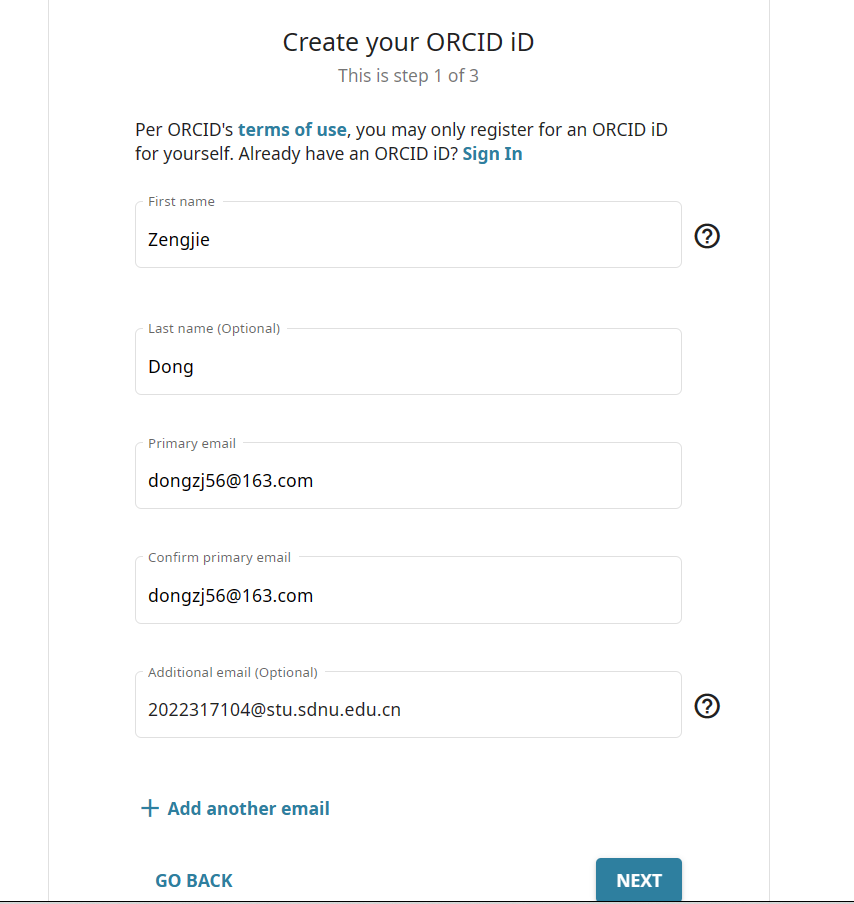 Create your ORCID iD
This is step 1 of 3
Per ORCID's terms of use, you may only register for an ORCID iD
for yourself. Already have an ORCID iD? Sign In
First name
Zengjie
Last name (Optional)
Dong
Primary email
dongzj56@163.com
Confirm primary email
dongzj56@163.com
Additional email (Optional)
2022317104@stu.sdnu.edu.cn
+ Add another email
GO BACK
NEXT